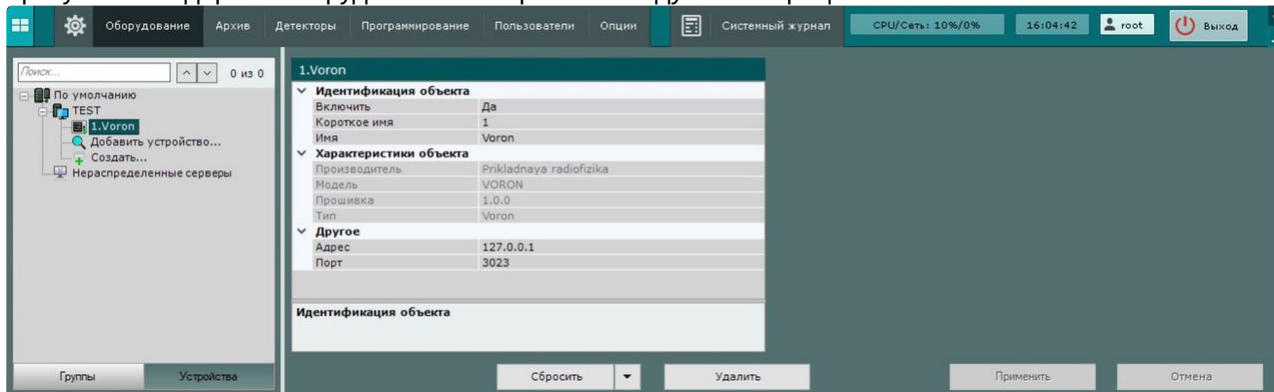 Оборудование Архив Детекторы Программирование Пользователи Опции Системный журнал CPU/Сеть: 10%/0% 16:04:42 root Выход
Поиск... 0 из 0
По умолчанию
TEST
1.Voron
Добавить устройство...
Создать...
Нераспределенные серверы
Группы Устройства
1.Voron
Идентификация объекта
Включить Да
Короткое имя 1
Имя Voron
Характеристики объекта
Производитель Prikladnaya radiofizika
Модель VORON
Прошивка 1.0.0
Тип Voron
Другое
Адрес 127.0.0.1
Порт 3023
Идентификация объекта
Сбросить Удалить Применить Отмена